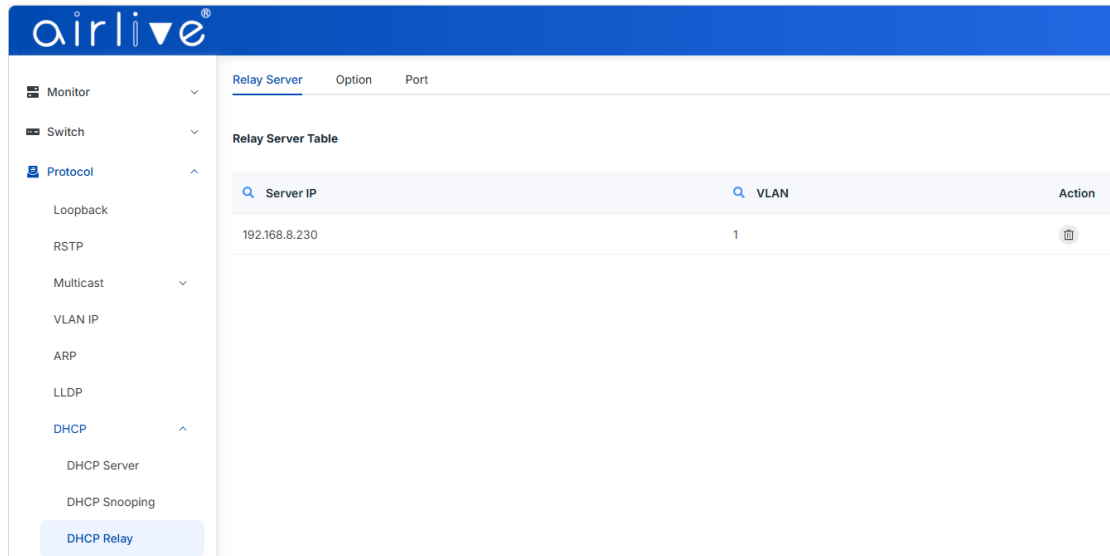 airlive®
Relay Server Option Port
Monitor
Switch
Relay Server Table
Protocol
Server IP VLAN Action
Loopback
192.168.8.230 1
RSTP
Multicast
VLAN IP
ARP
LLDP
DHCP
DHCP Server
DHCP Snooping
DHCP Relay